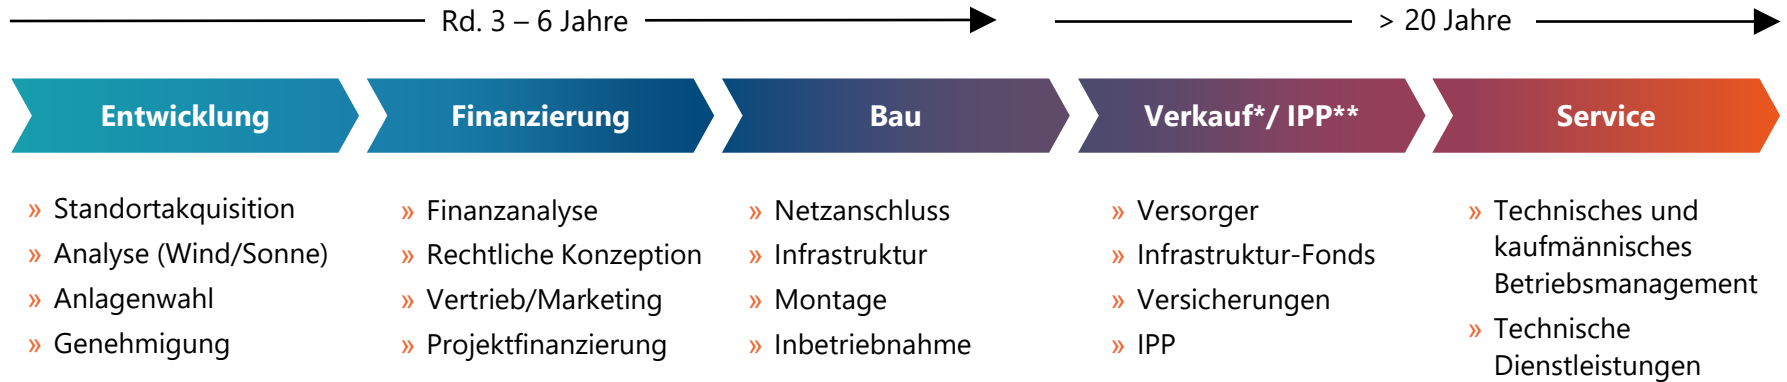 Rd. 3 – 6 Jahre
> 20 Jahre
Entwicklung
Finanzierung
Bau
Verkauf*/ IPP**
Service
» Standortakquisition
» Analyse (Wind/Sonne)
» Anlagenwahl
» Genehmigung
» Finanzanalyse
» Rechtliche Konzeption
» Vertrieb/Marketing
» Projektfinanzierung
» Netzanschluss
» Infrastruktur
» Montage
» Inbetriebnahme
» Versorger
» Infrastruktur-Fonds
» Versicherungen
» IPP
» Technisches und
kaufmännisches
Betriebsmanagement
» Technische
Dienstleistungen